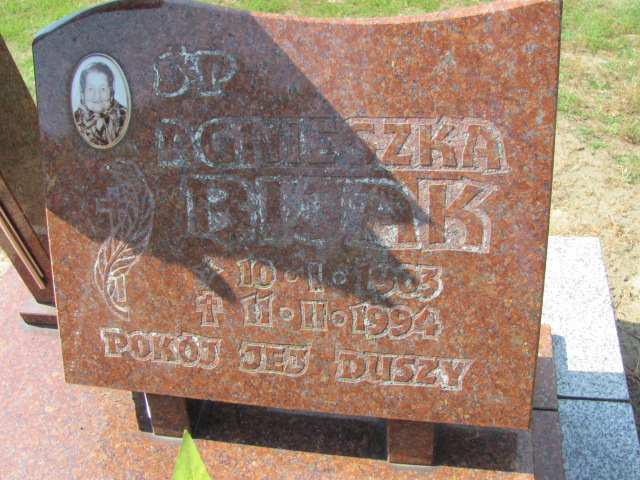 ŚP
AGNIESZKA
10 · I · 1903
† 11 · II · 1994
POKÓJ JEJ DUSZY